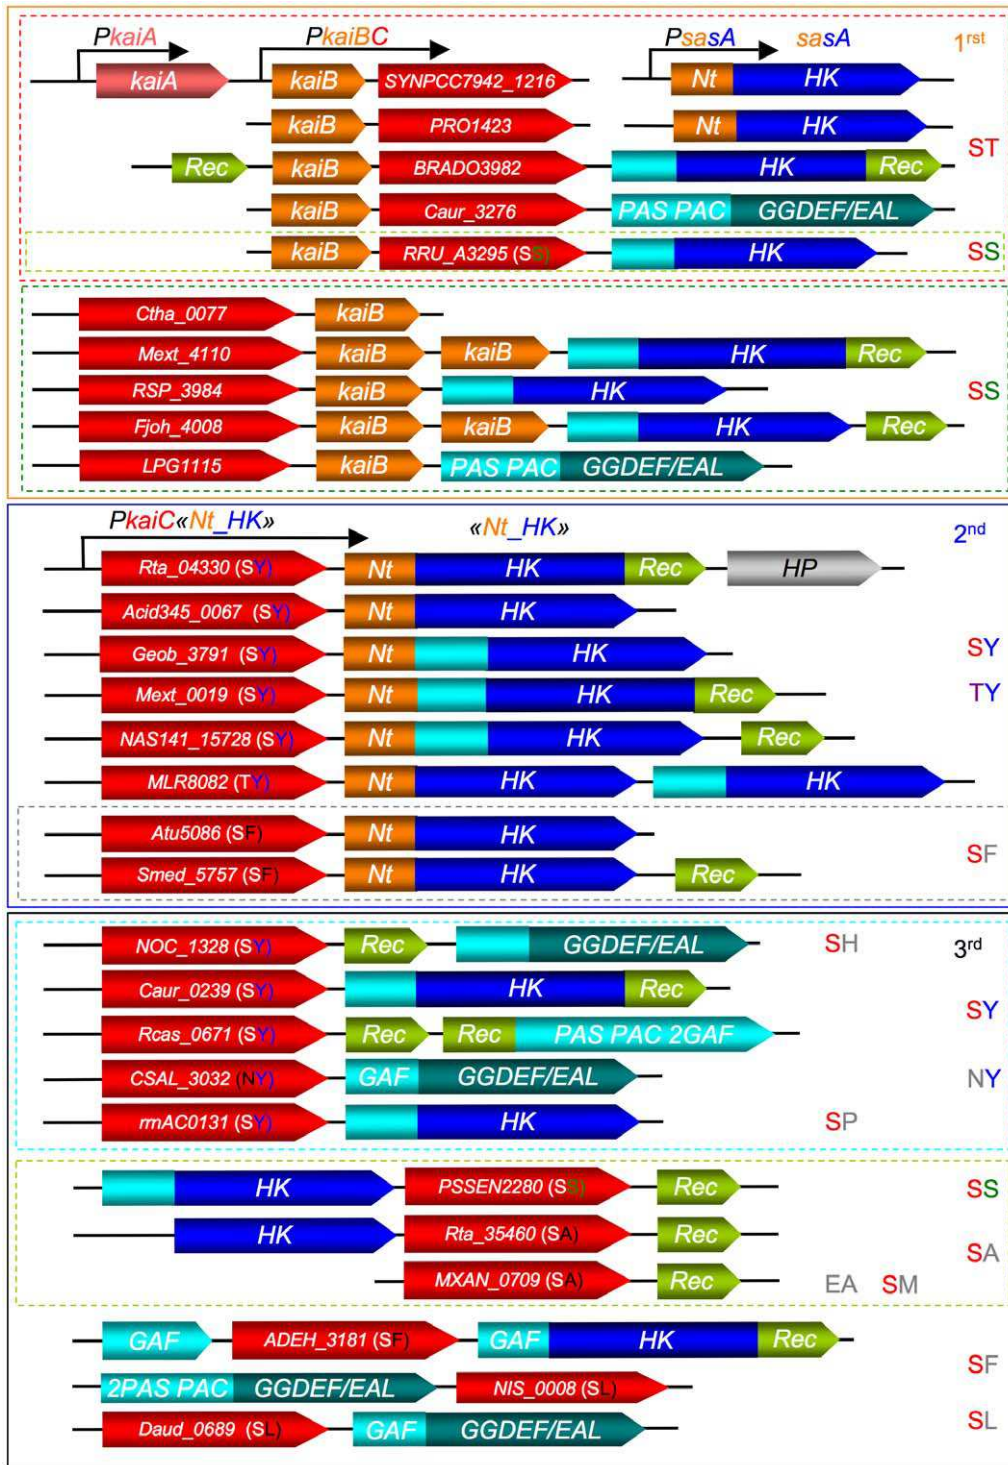 PkaiA PkaiBC PsasA sasA 1rst
kaiA kaiB SYNPCC7942_1216 Nt HK
kaiB PRO1423 Nt HK
ST
Rec kaiB BRADO3982 HK Rec
kaiB Caur_3276 PAS PAC GGDEF/EAL
kaiB RRU_A3295 (SS) HK SS
Ctha_0077 kaiB
Mext_4110 kaiB kaiB HK Rec
RSP_3984 kaiB HK SS
Fjoh_4008 kaiB kaiB HK Rec
LPG1115 kaiB PAS PAC GGDEF/EAL
PkaiC«Nt_HK» «Nt_HK» 2nd
Rta_04330 (SY) Nt HK Rec HP
Acid345_0067 (SY) Nt HK
Geob_3791 (SY) Nt HK SY
Mext_0019 (SY) Nt HK Rec TY
NAS141_15728 (SY) Nt HK Rec
MLR8082 (TY) Nt HK HK
Atu5086 (SF) Nt HK
SF
Smed_5757 (SF) Nt HK Rec
NOC_1328 (SY) Rec GGDEF/EAL SH 3rd
Caur_0239 (SY) HK Rec SY
Rcas_0671 (SY) Rec Rec PAS PAC 2GAF
CSAL_3032 (NY) GAF GGDEF/EAL NY
rrnAC0131 (SY) HK SP
HK PSSEN2280 (SS) Rec SS
HK Rta_35460 (SA) Rec SA
MXAN_0709 (SA) Rec EA SM
GAF ADEH_3181 (SF) GAF HK Rec SF
2PAS PAC GGDEF/EAL NIS_0008 (SL)
SL
Daud_0689 (SL) GAF GGDEF/EAL